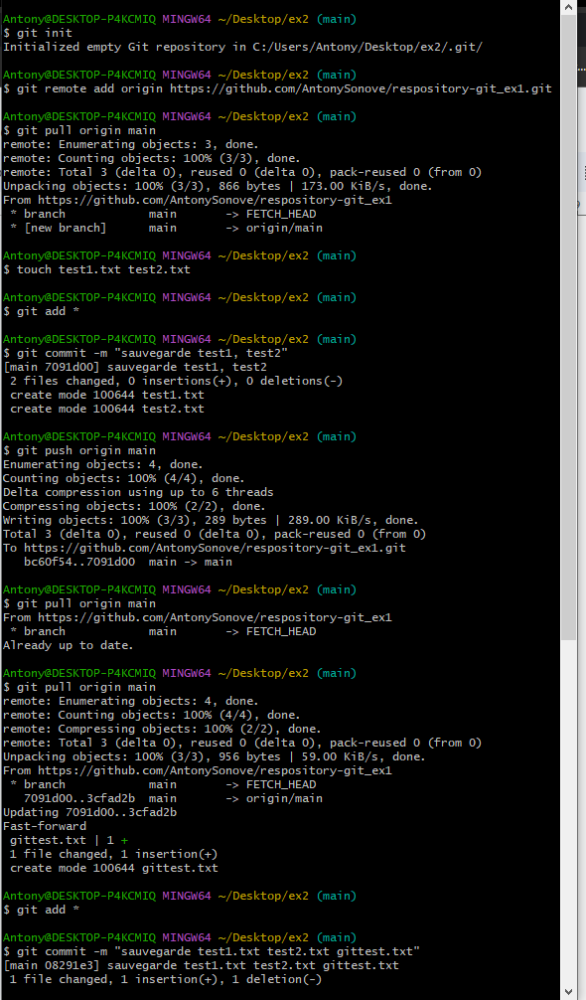 Antony@DESKTOP-P4KCMIQ MINGW64 ~/Desktop/ex2 (main)
$ git init
Initialized empty Git repository in C:/Users/Antony/Desktop/ex2/.git/
Antony@DESKTOP-P4KCMIQ MINGW64 ~/Desktop/ex2 (main)
$ git remote add origin https://github.com/AntonySonove/respository-git_ex1.git
Antony@DESKTOP-P4KCMIQ MINGW64 ~/Desktop/ex2 (main)
$ git pull origin main
remote: Enumerating objects: 3, done.
remote: Counting objects: 100% (3/3), done.
remote: Total 3 (delta 0), reused 0 (delta 0), pack-reused 0 (from 0)
Unpacking objects: 100% (3/3), 866 bytes | 173.00 KiB/s, done.
From https://github.com/AntonySonove/respository-git_ex1
 * branch            main       -> FETCH_HEAD
 * [new branch]      main       -> origin/main
Antony@DESKTOP-P4KCMIQ MINGW64 ~/Desktop/ex2 (main)
$ touch test1.txt test2.txt
Antony@DESKTOP-P4KCMIQ MINGW64 ~/Desktop/ex2 (main)
$ git add *
Antony@DESKTOP-P4KCMIQ MINGW64 ~/Desktop/ex2 (main)
$ git commit -m "sauvegarde test1, test2"
[main 7091d00] sauvegarde test1, test2
 2 files changed, 0 insertions(+), 0 deletions(-)
 create mode 100644 test1.txt
 create mode 100644 test2.txt
Antony@DESKTOP-P4KCMIQ MINGW64 ~/Desktop/ex2 (main)
$ git push origin main
Enumerating objects: 4, done.
Counting objects: 100% (4/4), done.
Delta compression using up to 6 threads
Compressing objects: 100% (2/2), done.
Writing objects: 100% (3/3), 289 bytes | 289.00 KiB/s, done.
Total 3 (delta 0), reused 0 (delta 0), pack-reused 0 (from 0)
To https://github.com/AntonySonove/respository-git_ex1.git
   bc60f54..7091d00  main -> main
Antony@DESKTOP-P4KCMIQ MINGW64 ~/Desktop/ex2 (main)
$ git pull origin main
From https://github.com/AntonySonove/respository-git_ex1
 * branch            main       -> FETCH_HEAD
Already up to date.
Antony@DESKTOP-P4KCMIQ MINGW64 ~/Desktop/ex2 (main)
$ git pull origin main
remote: Enumerating objects: 4, done.
remote: Counting objects: 100% (4/4), done.
remote: Compressing objects: 100% (2/2), done.
remote: Total 3 (delta 0), reused 0 (delta 0), pack-reused 0 (from 0)
Unpacking objects: 100% (3/3), 956 bytes | 59.00 KiB/s, done.
From https://github.com/AntonySonove/respository-git_ex1
 * branch            main       -> FETCH_HEAD
   7091d00..3cfad2b  main       -> origin/main
Updating 7091d00..3cfad2b
Fast-forward
 gittest.txt | 1 +
 1 file changed, 1 insertion(+)
 create mode 100644 gittest.txt
Antony@DESKTOP-P4KCMIQ MINGW64 ~/Desktop/ex2 (main)
$ git add *
Antony@DESKTOP-P4KCMIQ MINGW64 ~/Desktop/ex2 (main)
$ git commit -m "sauvegarde test1.txt test2.txt gittest.txt"
[main 08291e3] sauvegarde test1.txt test2.txt gittest.txt
 1 file changed, 1 insertion(+), 1 deletion(-)